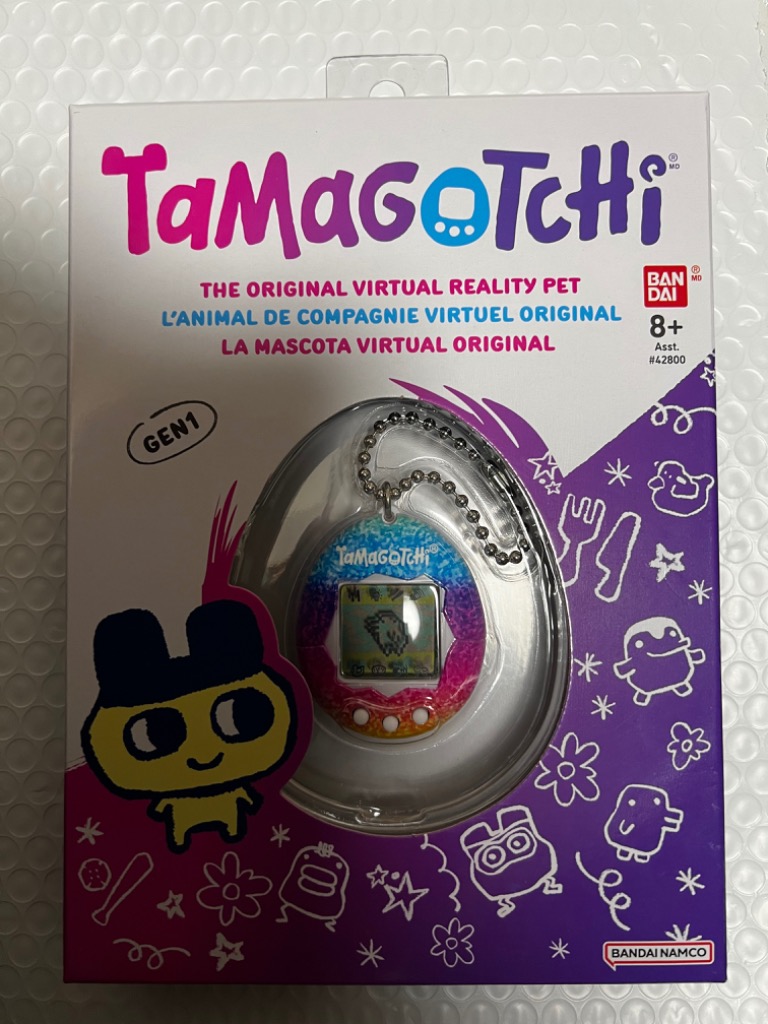 TaMaGOTCHi
MD
THE ORIGINAL VIRTUAL REALITY PET
L'ANIMAL DE COMPAGNIE VIRTUEL ORIGINAL
LA MASCOTA VIRTUAL ORIGINAL
BAN
DAI
MD
8+
Asst.
#42800
GEN1
TaMaGOTCHi
BANDAI NAMCO